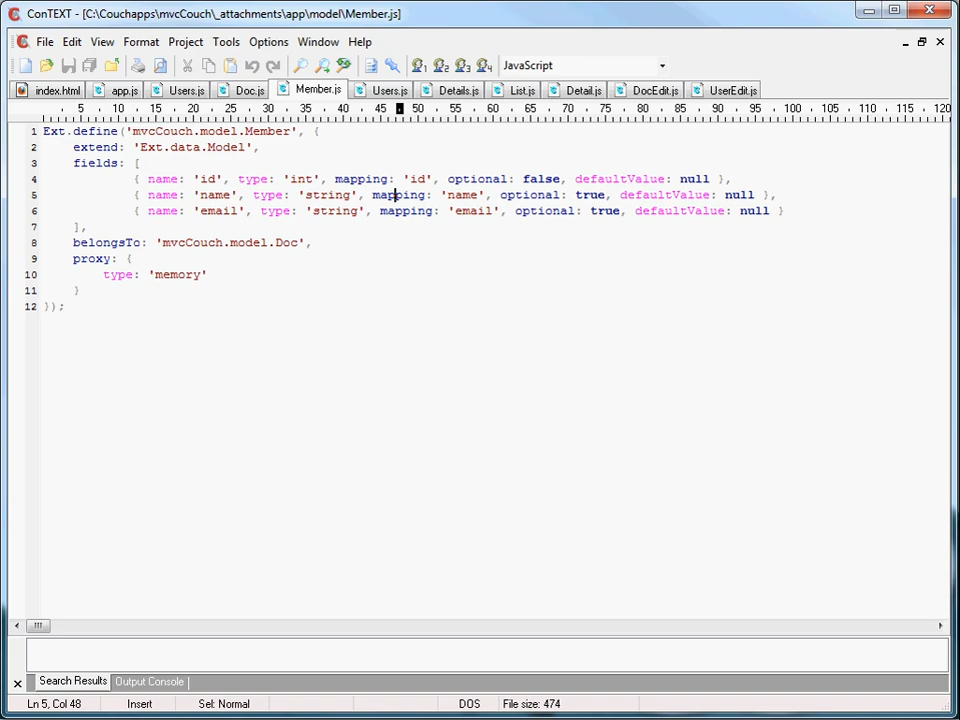 ConTEXT - [C:\Couchapps\mvcCouch\_attachments\app\model\Member.js]
File Edit View Format Project Tools Options Window Help
JavaScript
index.html app.js Users.js Doc.js Member.js Users.js Details.js List.js Detail.js DocEdit.js UserEdit.js
5 10 15 20 25 30 35 40 45 50 55 60 65 70 75 80 85 90 95 100 105 110 115 120
1 Ext.define('mvcCouch.model.Member', {
2 extend: 'Ext.data.Model',
3 fields: [
4 { name: 'id', type: 'int', mapping: 'id', optional: false, defaultValue: null },
5 { name: 'name', type: 'string', mapping: 'name', optional: true, defaultValue: null },
6 { name: 'email', type: 'string', mapping: 'email', optional: true, defaultValue: null }
7 ],
8 belongsTo: 'mvcCouch.model.Doc',
9 proxy: {
10 type: 'memory'
11 }
12 });
Search Results Output Console
Ln 5, Col 48 Insert Sel: Normal DOS File size: 474